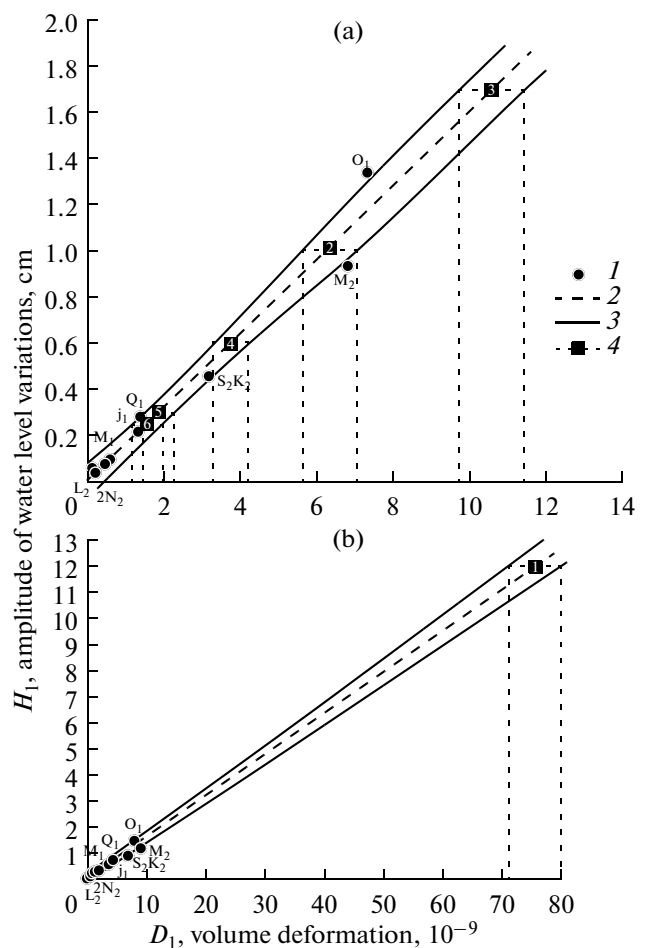 (a)
2.0
1.8
1.6
1.4
1.2
1.0
0.8
0.6
0.4
0.2
0 2 4 6 8 10 12 14
O₁
M₂
S₂K₂
Q₁
j₁
M₁
L₂
2N₂
3
2
4
5
6
1
2
3
4
H₁, amplitude of water level variations, cm
(b)
13
12
11
10
9
8
7
6
5
4
3
2
1
0 10 20 30 40 50 60 70 80
1
O₁
Q₁
M₁
M₂
S₂K₂
j₁
L₂
2N₂
D₁, volume deformation, 10⁻⁹